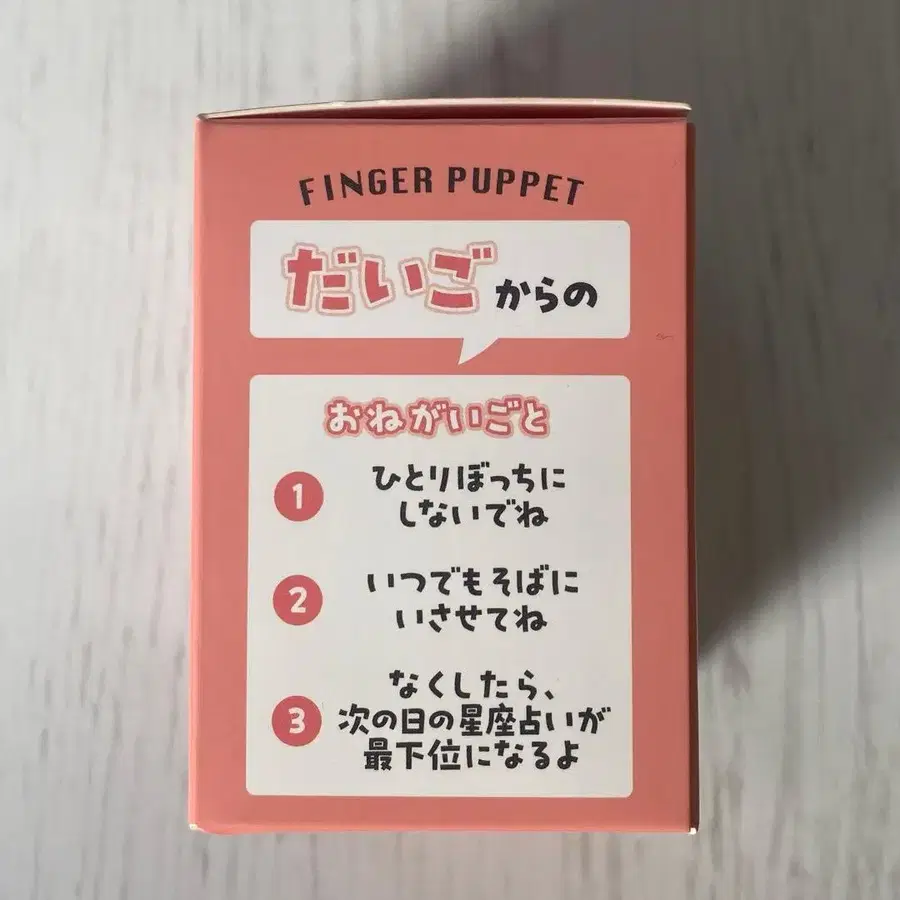 FINGER PUPPET
だいごからの
おねがいごと
1
ひとりぼっちに
しないでね
2
いつでもそばに
いさせてね
3
なくしたら、
次の日の星座占いが
最下位になるよ